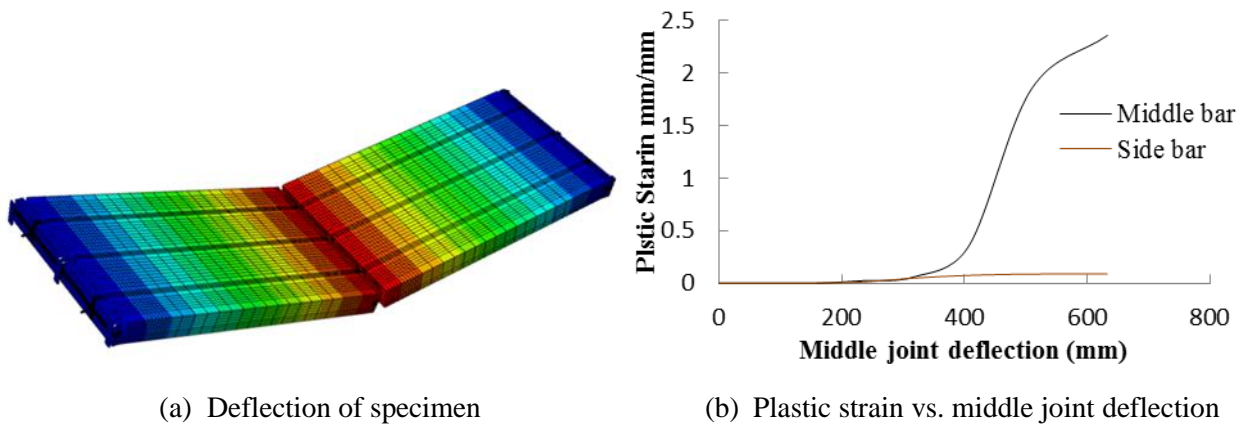 2.5
2
1.5
1
0.5
0
Plstic Starin mm/mm
Middle bar
Side bar
0 200 400 600 800
Middle joint deflection (mm)
(a) Deflection of specimen
(b) Plastic strain vs. middle joint deflection